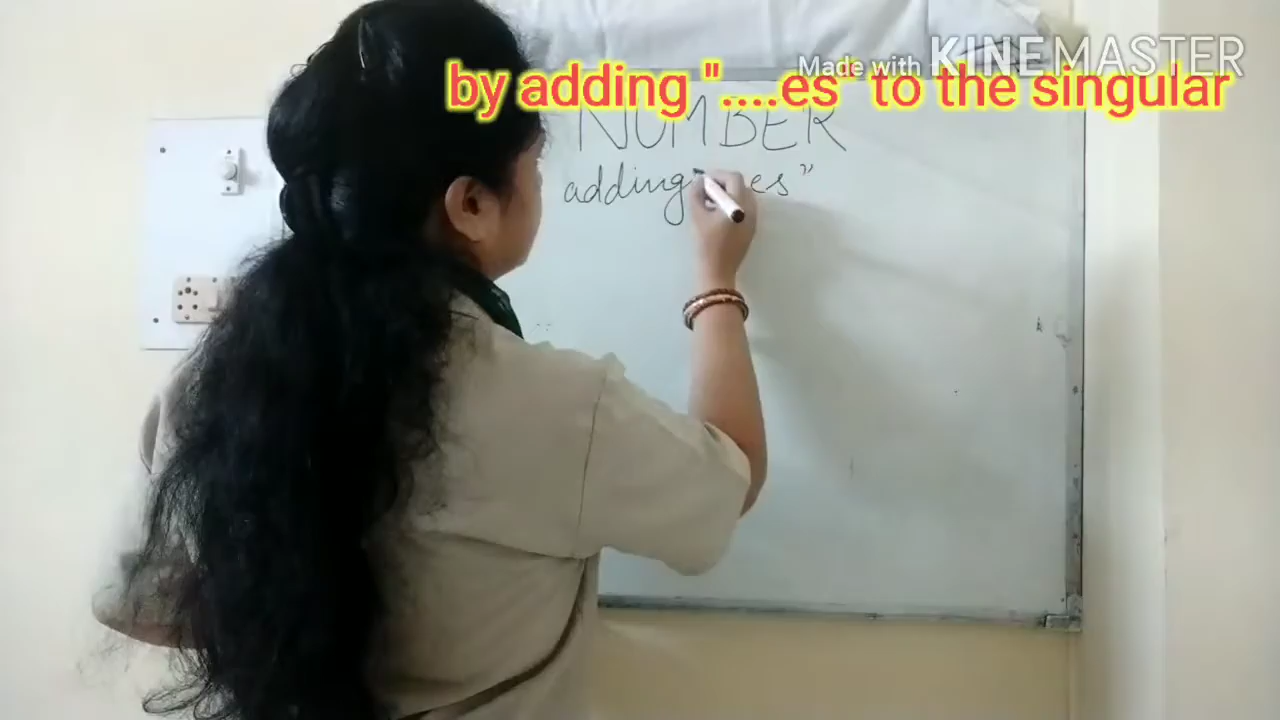 Made with KINEMASTER
by adding "....es" to the singular
NUMBER
adding es"